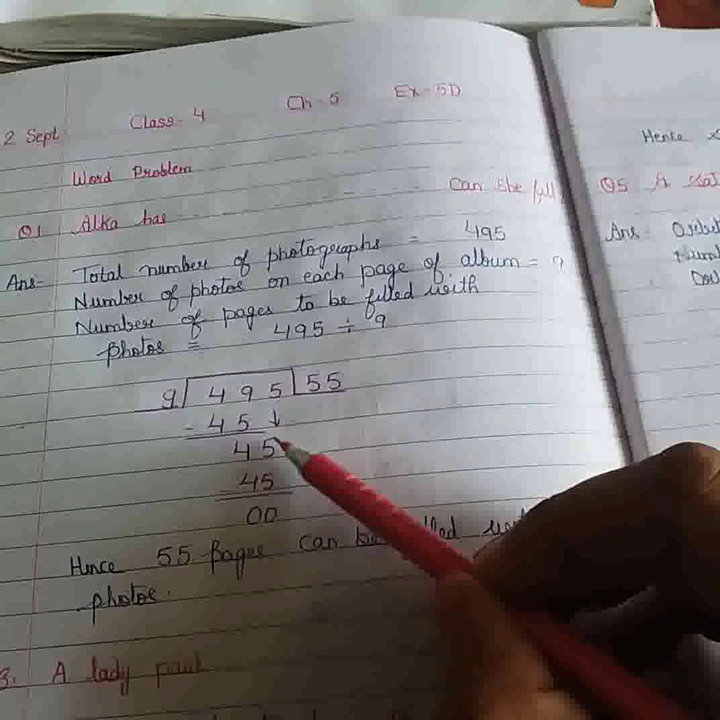 2 Sept Class-4 Ch-5 Ex-5D
Word Problem
Q1 Alka has Can she fill
Ans- Total number of photographs = 495
Number of photos on each page of album = 9
Number of pages to be filled with
photos = 495 ÷ 9
9 495 55
- 45 ↓
45
45
00
Hence 55 Pages can be filled with
photos.
3. A lady
Hence
Q5 A
Ans